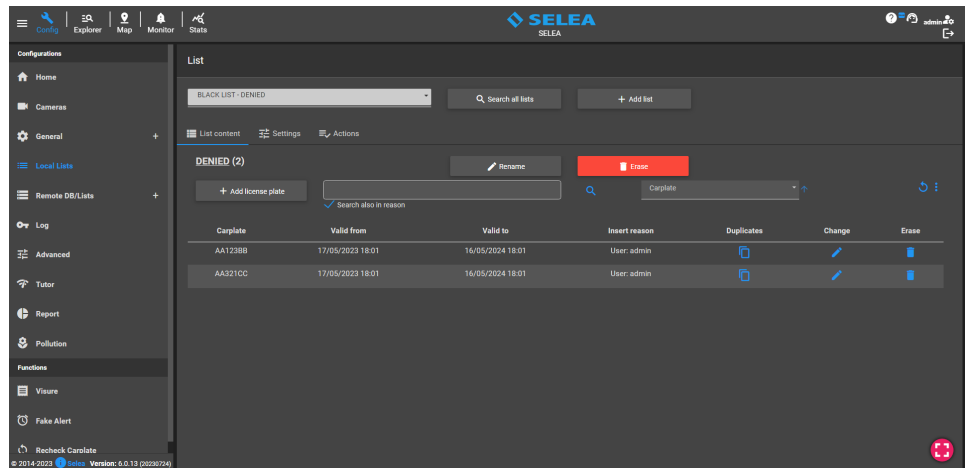 Config
Explorer
Map
Monitor
Stats
SELEA
SELEA
admin
Configurations
Home
Cameras
General +
Local Lists
Remote DB/Lists +
Log
Advanced
Tutor
Report
Pollution
Functions
Visure
Fake Alert
Recheck Carplate
© 2014-2023 Selea Version: 6.0.13 (20230724)
List
BLACK LIST - DENIED
Search all lists
+ Add list
List content
Settings
Actions
DENIED (2)
Rename
Erase
+ Add license plate
Search also in reason
Carplate
Carplate Valid from Valid to Insert reason Duplicates Change Erase
AA123BB 17/05/2023 18:01 16/05/2024 18:01 User: admin
AA321CC 17/05/2023 18:01 16/05/2024 18:01 User: admin